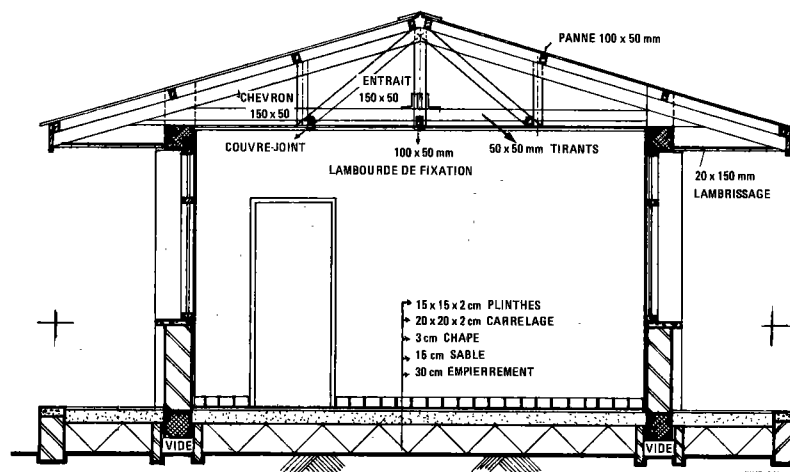 PANNE 100 x 50 mm
ENTRAIT
150 x 50
CHEVRON
150 x 50
COUVRE-JOINT
100 x 50 mm
LAMBOURDE DE FIXATION
50 x 50 mm TIRANTS
20 x 150 mm
LAMBRISSAGE
15 x 15 x 2 cm PLINTHES
20 x 20 x 2 cm CARRELAGE
3 cm CHAPE
15 cm SABLE
30 cm EMPIERREMENT
VIDE
VIDE